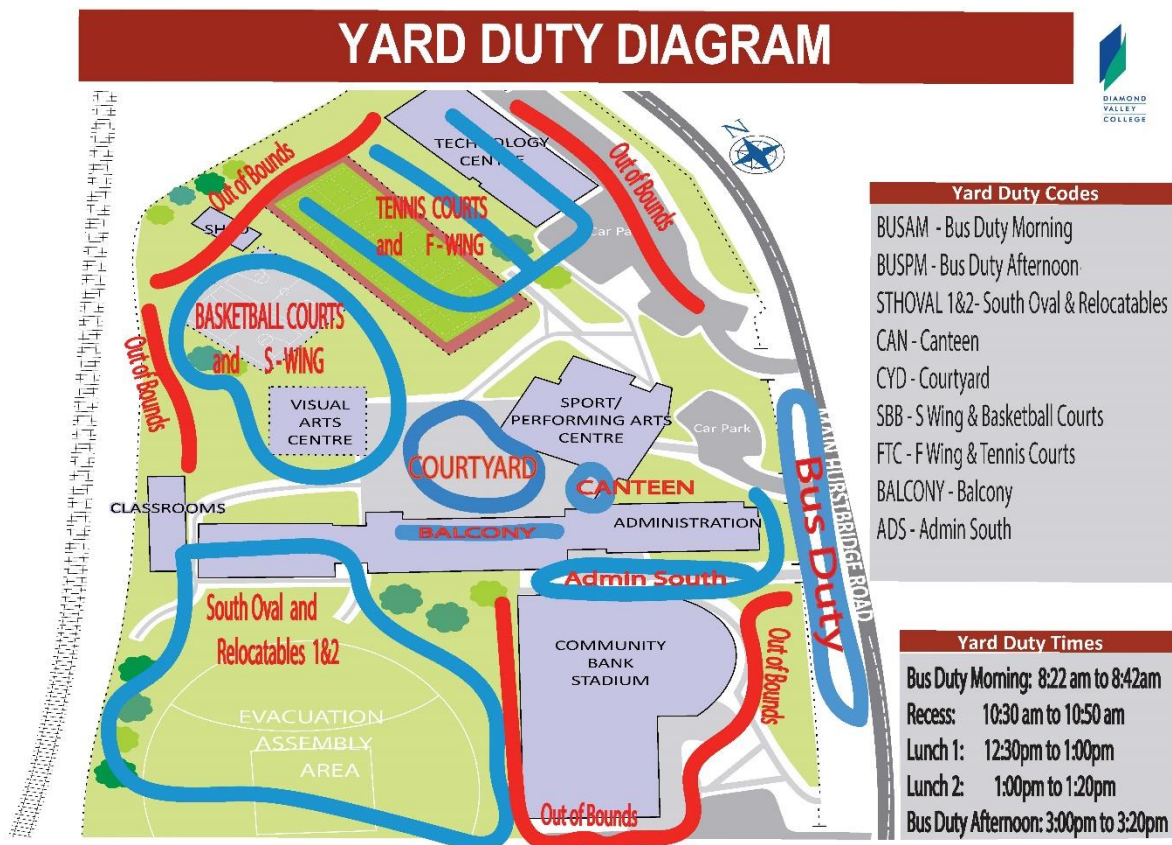 YARD DUTY DIAGRAM
DIAMOND
VALLEY
COLLEGE
N
TECHNOLOGY
CENTRE
Out of Bounds
Out of Bounds
TENNIS COURTS
and F - WING
Car Park
SHED
BASKETBALL COURTS
and S - WING
Out of Bounds
VISUAL
ARTS
CENTRE
SPORT/
PERFORMING ARTS
CENTRE
Car Park
COURTYARD
CANTEEN
CLASSROOMS
BALCONY
ADMINISTRATION
MAIN HURSTBRIDGE ROAD
Bus Duty
Admin South
South Oval and
Relocatables 1&2
COMMUNITY
BANK
STADIUM
Out of Bounds
EVACUATION
ASSEMBLY
AREA
Out of Bounds
Yard Duty Codes
BUSAM - Bus Duty Morning
BUSPM - Bus Duty Afternoon
STHOVAL 1&2- South Oval & Relocatables
CAN - Canteen
CYD - Courtyard
SBB - S Wing & Basketball Courts
FTC - F Wing & Tennis Courts
BALCONY - Balcony
ADS - Admin South
Yard Duty Times
Bus Duty Morning: 8:22 am to 8:42am
Recess: 10:30 am to 10:50 am
Lunch 1: 12:30pm to 1:00pm
Lunch 2: 1:00pm to 1:20pm
Bus Duty Afternoon: 3:00pm to 3:20pm